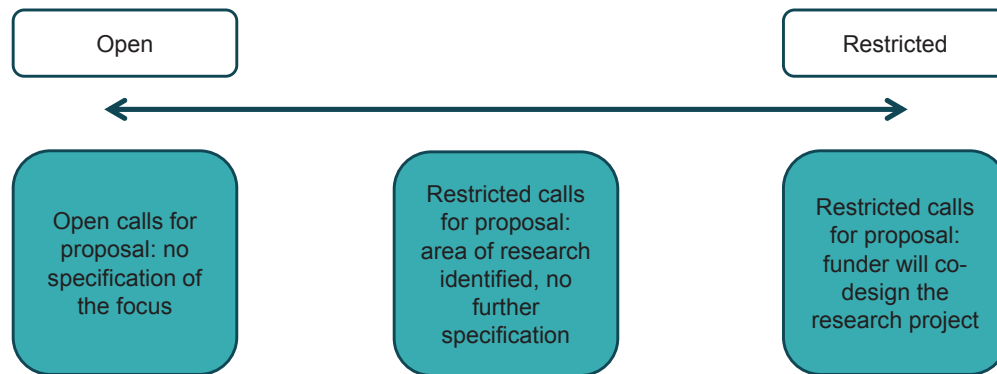 Open
Restricted
Open calls for
proposal: no
specification of
the focus
Restricted calls
for proposal:
area of research
identified, no
further
specification
Restricted calls
for proposal:
funder will co-
design the
research project